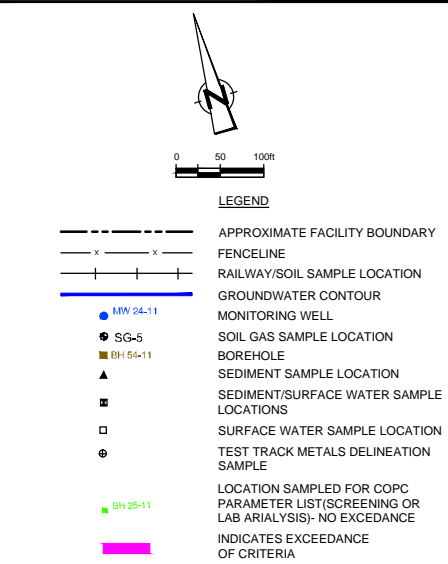 N
0 50 100ft
LEGEND
APPROXIMATE FACILITY BOUNDARY
x x FENCELINE
RAILWAY/SOIL SAMPLE LOCATION
GROUNDWATER CONTOUR
MW 24-11 MONITORING WELL
SG-5 SOIL GAS SAMPLE LOCATION
BH 54-11 BOREHOLE
SEDIMENT SAMPLE LOCATION
SEDIMENT/SURFACE WATER SAMPLE
LOCATIONS
SURFACE WATER SAMPLE LOCATION
TEST TRACK METALS DELINEATION
SAMPLE
LOCATION SAMPLED FOR COPC
BH 25-11 PARAMETER LIST(SCREENING OR
LAB ARIALYSIS)- NO EXCEDANCE
INDICATES EXCEEDANCE
OF CRITERIA